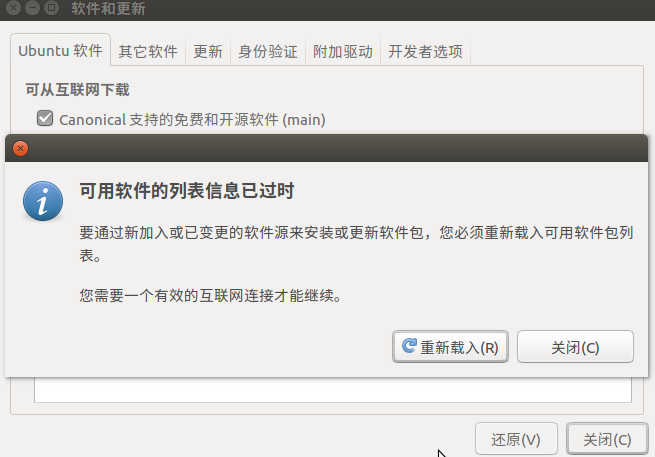 软件和更新
Ubuntu 软件 其它软件 更新 身份验证 附加驱动 开发者选项
可从互联网下载
Canonical 支持的免费和开源软件 (main)
可用软件的列表信息已过时
要通过新加入或已变更的软件源来安装或更新软件包，您必须重新载入可用软件包列
表。
您需要一个有效的互联网连接才能继续。
重新载入(R) 关闭(C)
还原(V) 关闭(C)